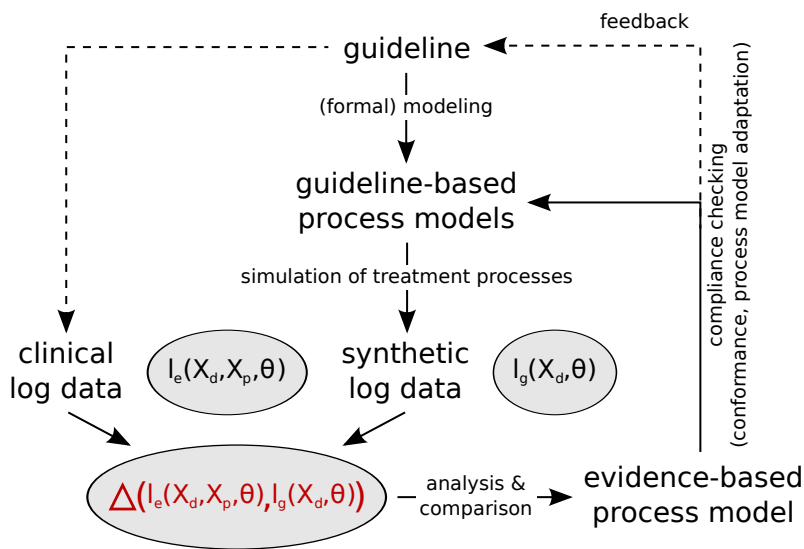 feedback
guideline
(formal) modeling
guideline-based
process models
simulation of treatment processes
compliance checking
(conformance, process model adaptation)
clinical
log data
lₑ(X_d,X_p,θ)
synthetic
log data
l_g(X_d,θ)
Δ(lₑ(X_d,X_p,θ),l_g(X_d,θ))
analysis &
comparison
evidence-based
process model